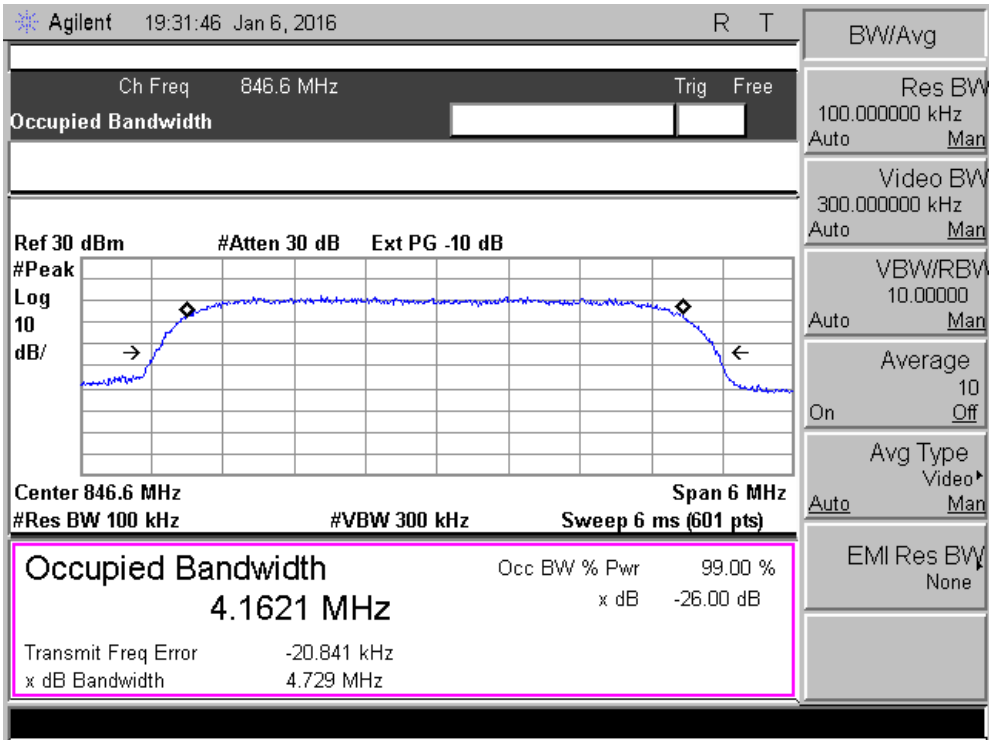 Agilent 19:31:46 Jan 6, 2016 R T
Ch Freq 846.6 MHz Trig Free
Occupied Bandwidth
Ref 30 dBm #Atten 30 dB Ext PG -10 dB
#Peak
Log
10
dB/
Center 846.6 MHz Span 6 MHz
#Res BW 100 kHz #VBW 300 kHz Sweep 6 ms (601 pts)
Occupied Bandwidth Occ BW % Pwr 99.00 %
4.1621 MHz x dB -26.00 dB
Transmit Freq Error -20.841 kHz
x dB Bandwidth 4.729 MHz
BW/Avg
Res BW
100.000000 kHz
Auto Man
Video BW
300.000000 kHz
Auto Man
VBW/RBW
10.00000
Auto Man
Average
10
On Off
Avg Type
Video
Auto Man
EMI Res BW
None